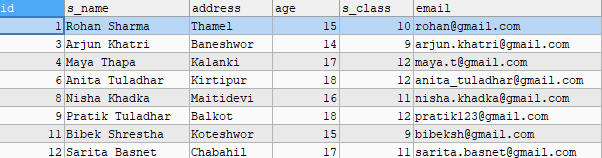 id s_name address age s_class email
1 Rohan Sharma Thamel 15 10 rohan@gmail.com
3 Arjun Khatri Baneshwor 14 9 arjun.khatri@gmail.com
4 Maya Thapa Kalanki 17 12 maya.t@gmail.com
6 Anita Tuladhar Kirtipur 18 12 anita_tuladhar@gmail.com
8 Nisha Khadka Maitidevi 16 11 nisha.khadka@gmail.com
9 Pratik Tuladhar Balkot 18 12 pratik123@gmail.com
11 Bibek Shrestha Koteshwor 15 9 bibeksh@gmail.com
12 Sarita Basnet Chabahil 17 11 sarita.basnet@gmail.com